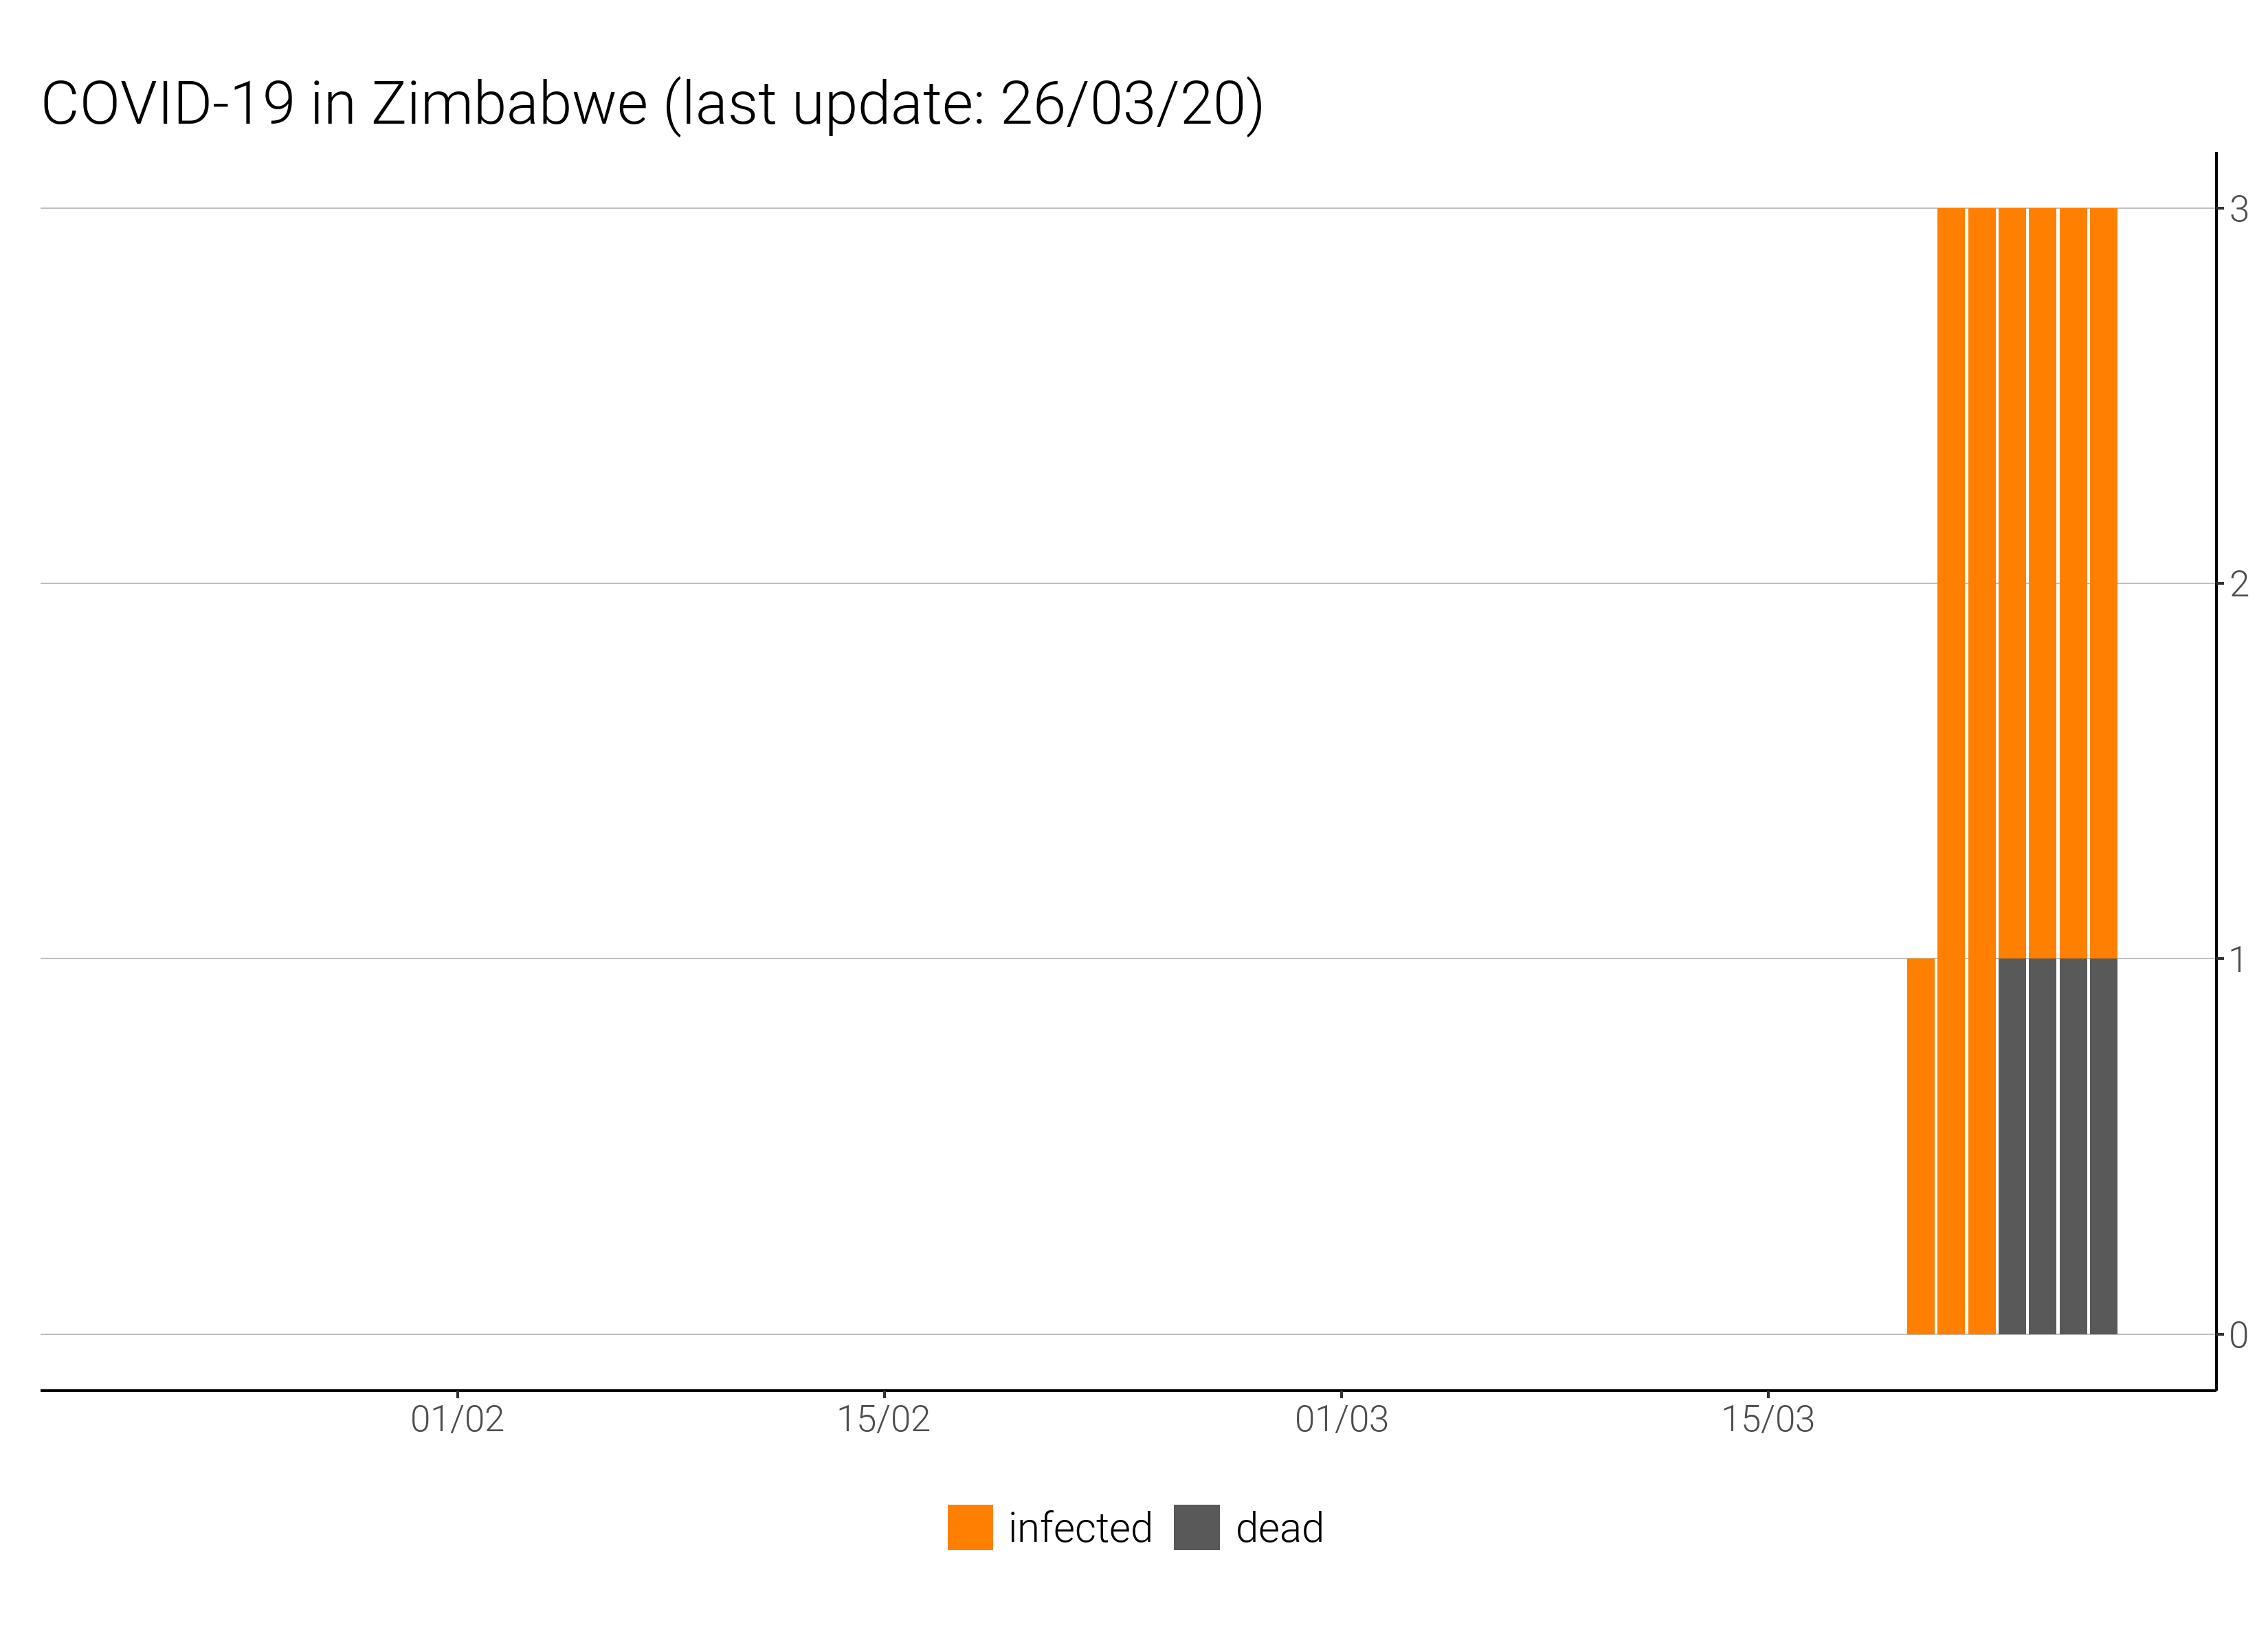 COVID-19 in Zimbabwe (last update: 26/03/20)
3
2
1
0
01/02 15/02 01/03 15/03
infected dead